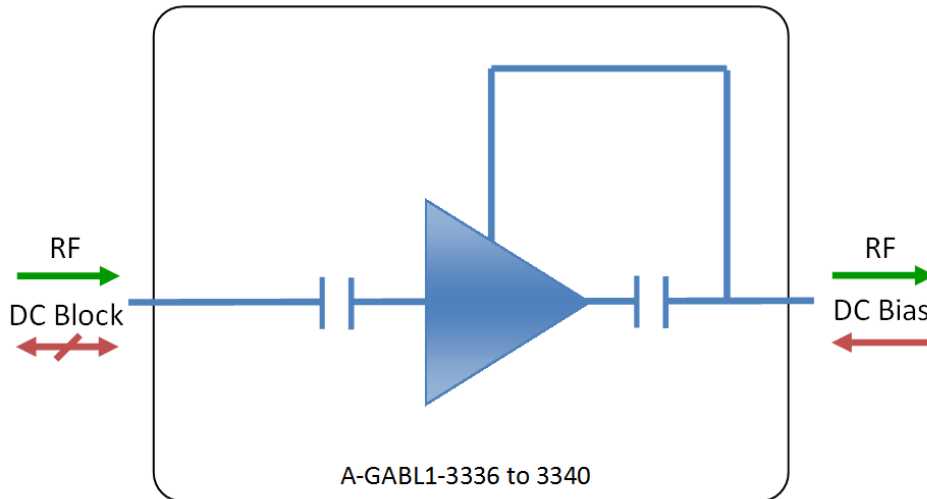 RF
DC Block
RF
DC Bias
A-GABL1-3336 to 3340